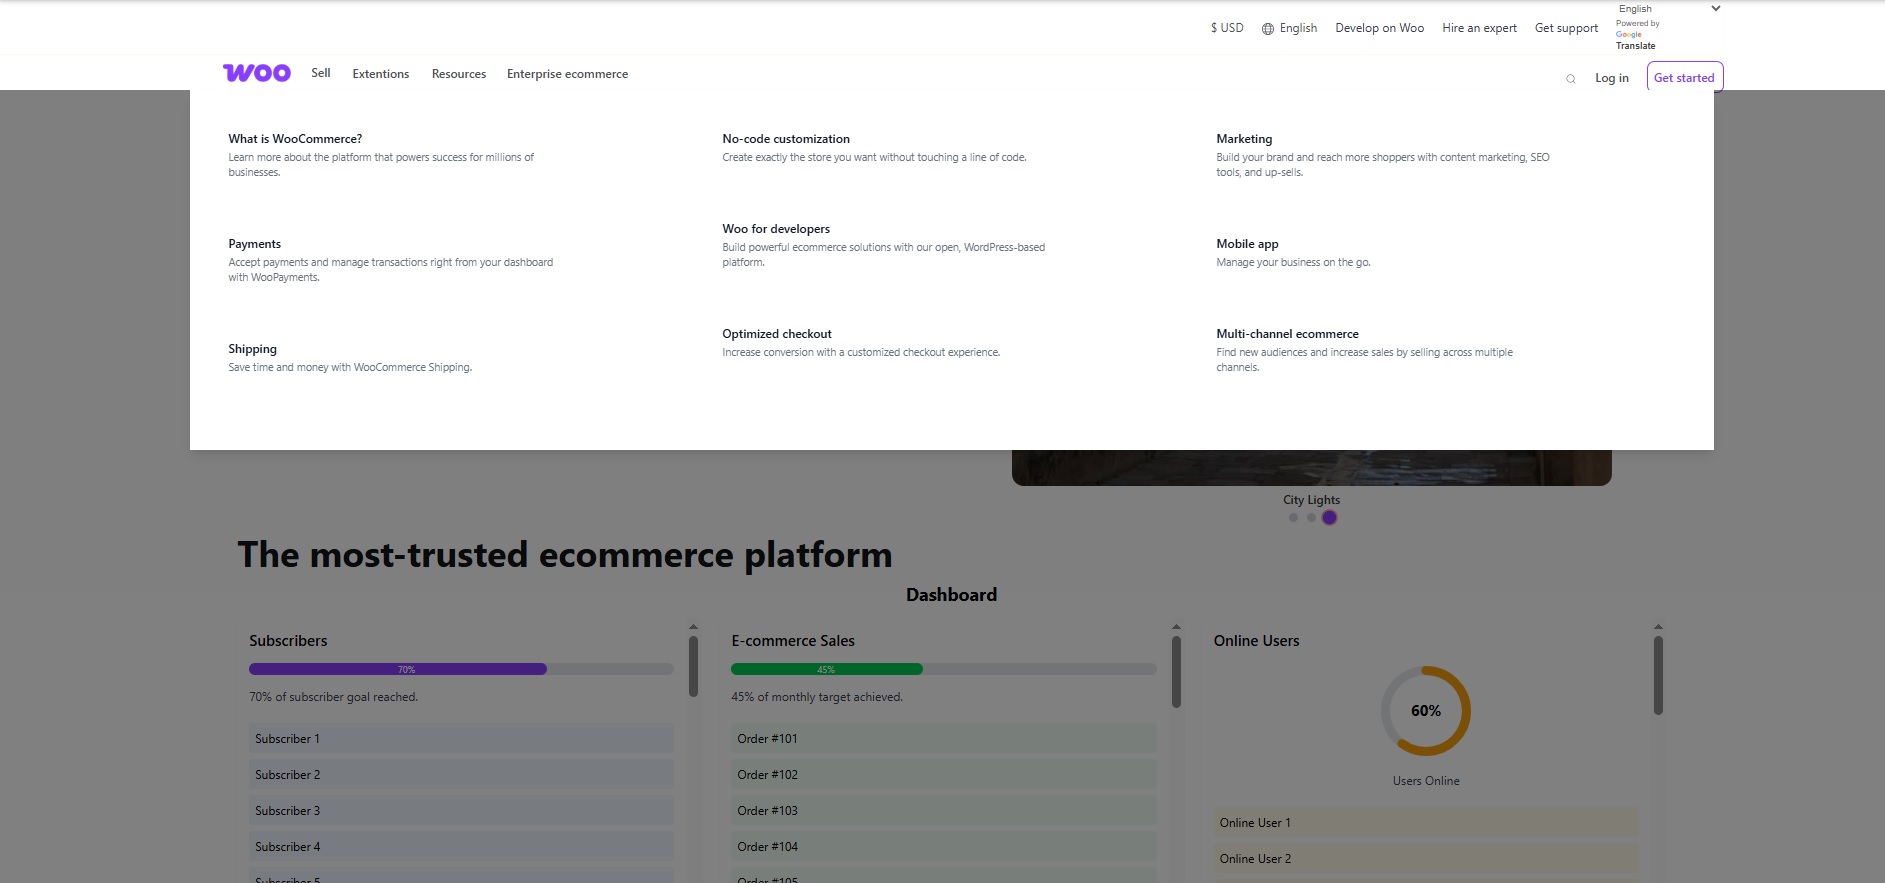 $ USD
English
Develop on Woo
Hire an expert
Get support
English
Powered by
Google
Translate
WOO
Sell
Extentions
Resources
Enterprise ecommerce
Log in
Get started
What is WooCommerce?
Learn more about the platform that powers success for millions of
businesses.
Payments
Accept payments and manage transactions right from your dashboard
with WooPayments.
Shipping
Save time and money with WooCommerce Shipping.
No-code customization
Create exactly the store you want without touching a line of code.
Woo for developers
Build powerful ecommerce solutions with our open, WordPress-based
platform.
Optimized checkout
Increase conversion with a customized checkout experience.
Marketing
Build your brand and reach more shoppers with content marketing, SEO
tools, and up-sells.
Mobile app
Manage your business on the go.
Multi-channel ecommerce
Find new audiences and increase sales by selling across multiple
channels.
City Lights
The most-trusted ecommerce platform
Dashboard
Subscribers
70%
70% of subscriber goal reached.
Subscriber 1
Subscriber 2
Subscriber 3
Subscriber 4
Subscriber 5
E-commerce Sales
45%
45% of monthly target achieved.
Order #101
Order #102
Order #103
Order #104
Order #105
Online Users
60%
Users Online
Online User 1
Online User 2